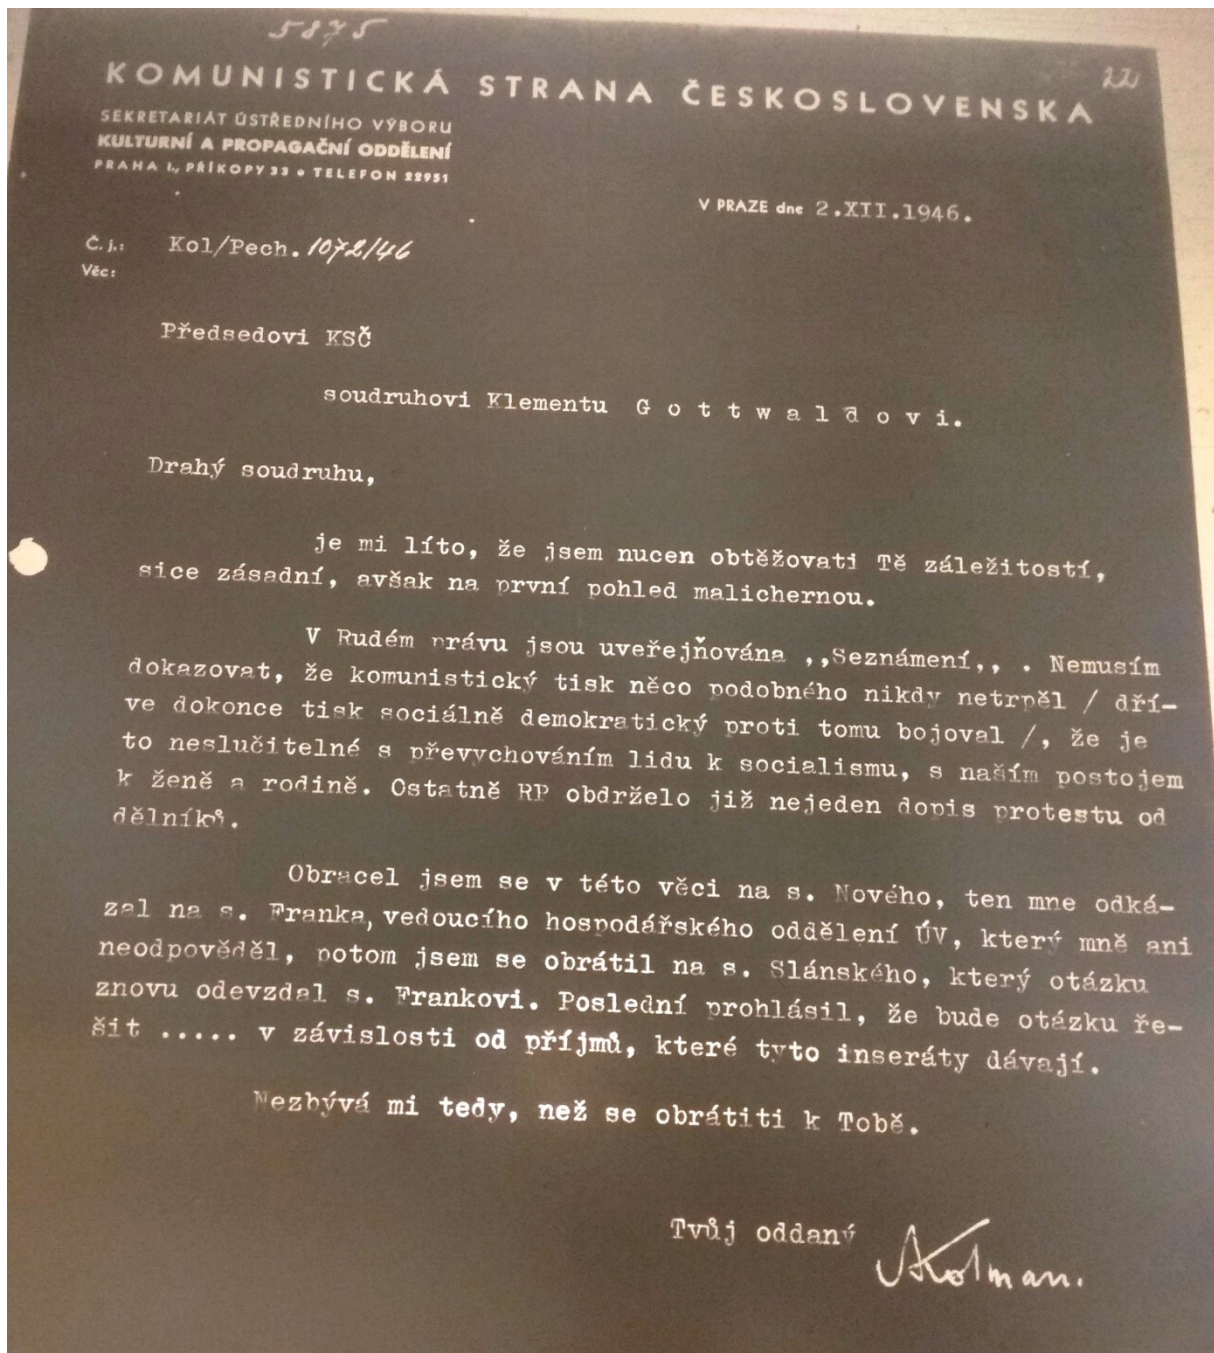 5875
22
KOMUNISTICKÁ STRANA ČESKOSLOVENSKA
SEKRETARIÁT ÚSTŘEDNÍHO VÝBORU
KULTURNÍ A PROPAGAČNÍ ODDĚLENÍ
PRAHA I., PŘÍKOPY 33 • TELEFON 22951
V PRAZE dne 2.XII.1946.
Č. j.: Kol/Pech. 1072/46
Věc:
Předsedovi KSČ
soudruhovi Klementu G o t t w a l d o v i.
Drahý soudruhu,
je mi líto, že jsem nucen obtěžovati Tě záležitostí,
sice zásadní, avšak na první pohled malichernou.
V Rudém právu jsou uveřejňována ,,Seznámení,, . Nemusím
dokazovat, že komunistický tisk něco podobného nikdy netrpěl / dří-
ve dokonce tisk sociálně demokratický proti tomu bojoval /, že je
to neslučitelné s převychováním lidu k socialismu, s naším postojem
k ženě a rodině. Ostatně RP obdrželo již nejeden dopis protestu od
dělníků.
Obracel jsem se v této věci na s. Nového, ten mne odká-
zal na s. Franka, vedoucího hospodářského oddělení ÚV, který mně ani
neodpověděl, potom jsem se obrátil na s. Slánského, který otázku
znovu odevzdal s. Frankovi. Poslední prohlásil, že bude otázku ře-
šit ..... v závislosti od příjmů, které tyto inseráty dávají.
Nezbývá mi tedy, než se obrátiti k Tobě.
Tvůj oddaný
AKolman.